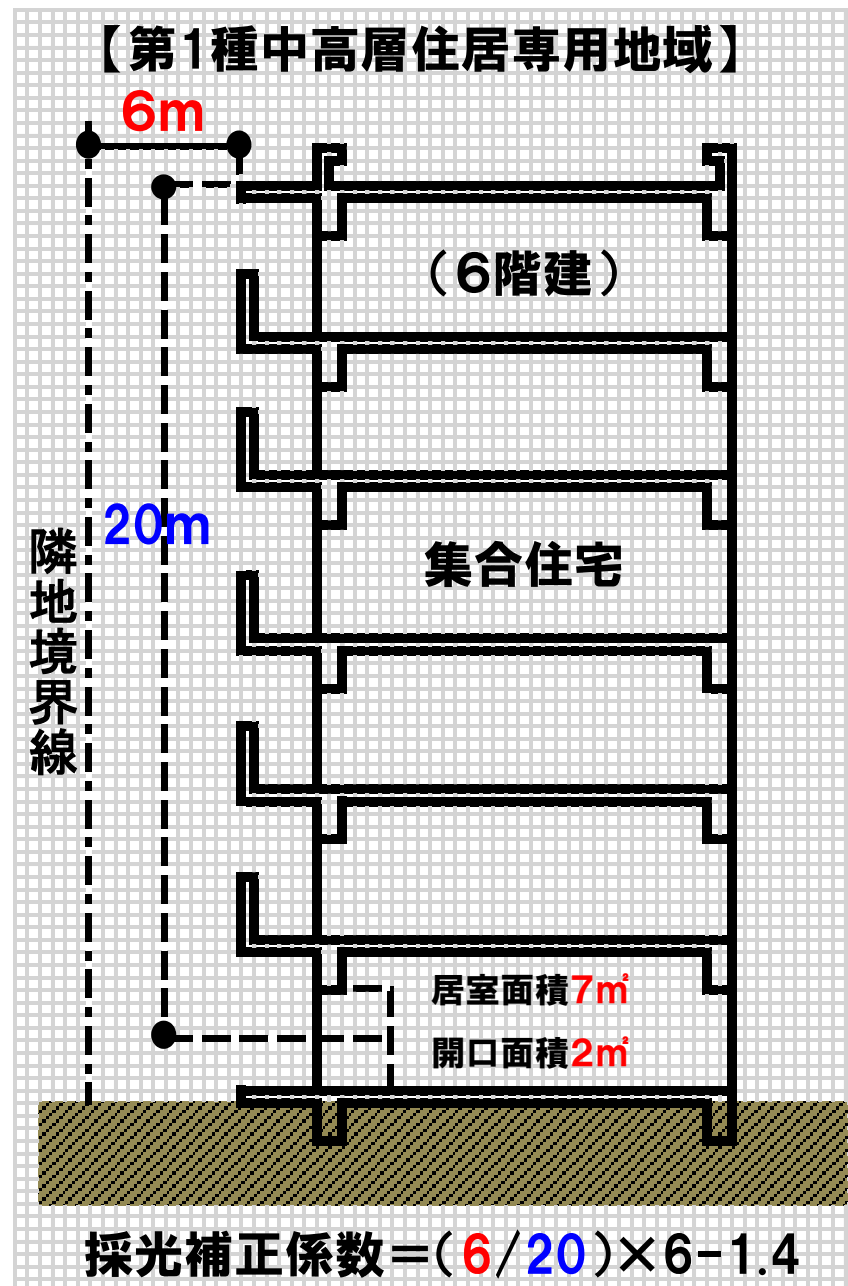 【第1種中高層住居専用地域】
6m
(6階建)
20m
集合住宅
隣地境界線
居室面積7㎡
開口面積2㎡
採光補正係数=(6/20)×6-1.4